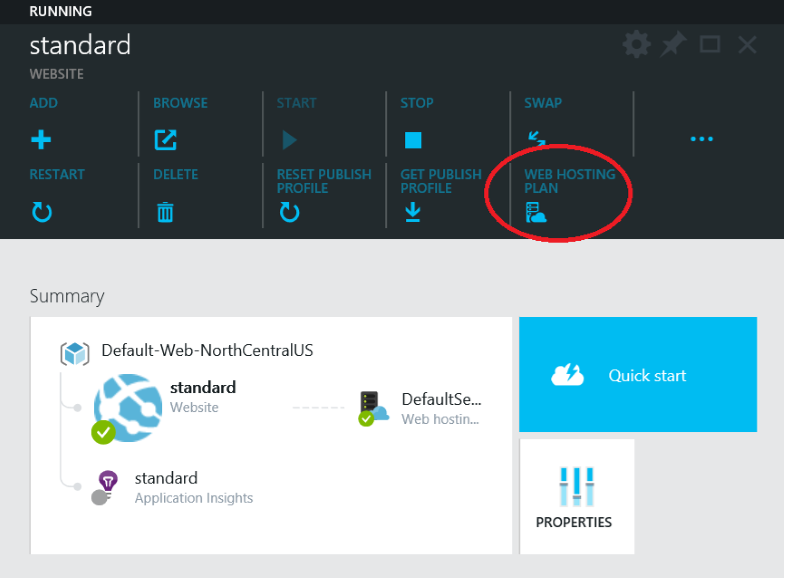 RUNNING
standard
WEBSITE
ADD
BROWSE
START
STOP
SWAP
RESTART
DELETE
RESET PUBLISH
PROFILE
GET PUBLISH
PROFILE
WEB HOSTING
PLAN
Summary
Default-Web-NorthCentralUS
standard
Website
DefaultSe...
Web hostin...
standard
Application Insights
Quick start
PROPERTIES